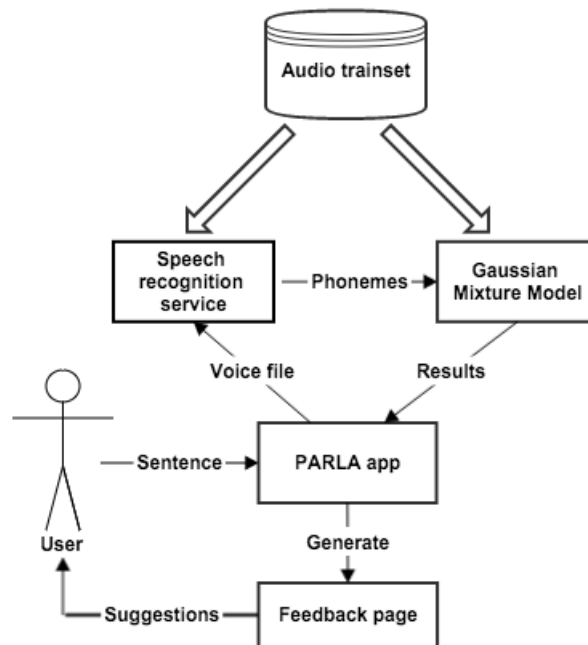 Audio trainset
Speech
recognition
service
Phonemes
Gaussian
Mixture Model
Voice file
Results
Sentence
PARLA app
User
Generate
Suggestions
Feedback page